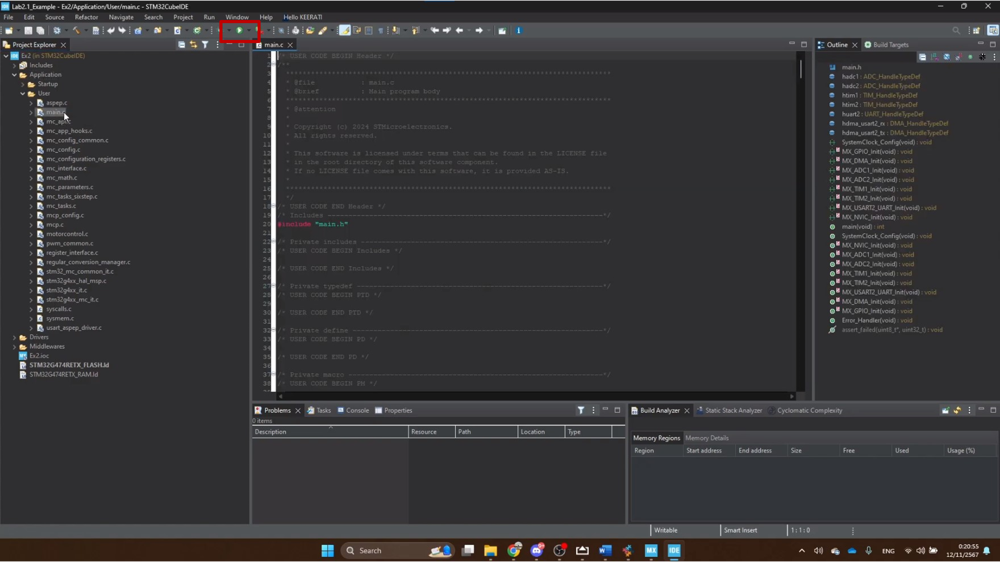 Lab2.1_Example - Ex2/Application/User/main.c - STM32CubeIDE
File Edit Source Refactor Navigate Search Project Run Window Help Hello KEERATI
Project Explorer
Ex2 (in STM32CubeIDE)
Includes
Application
Startup
User
aspep.c
main.c
mc_api.c
mc_app_hooks.c
mc_config_common.c
mc_config.c
mc_configuration_registers.c
mc_interface.c
mc_math.c
mc_parameters.c
mc_tasks_sixstep.c
mc_tasks.c
mcp_config.c
mcp.c
motorcontrol.c
pwm_common.c
register_interface.c
regular_conversion_manager.c
stm32_mc_common_it.c
stm32g4xx_hal_msp.c
stm32g4xx_it.c
stm32g4xx_mc_it.c
syscalls.c
sysmem.c
usart_aspep_driver.c
Drivers
Middlewares
Ex2.ioc
STM32G474RETX_FLASH.ld
STM32G474RETX_RAM.ld
main.c
1 /* USER CODE BEGIN Header */
2 /**
3 ******************************************************************************
4 * @file : main.c
5 * @brief : Main program body
6 ******************************************************************************
7 * @attention
8 *
9 * Copyright (c) 2024 STMicroelectronics.
10 * All rights reserved.
11 *
12 * This software is licensed under terms that can be found in the LICENSE file
13 * in the root directory of this software component.
14 * If no LICENSE file comes with this software, it is provided AS-IS.
15 *
16 ******************************************************************************
17 */
18 /* USER CODE END Header */
19 /* Includes ------------------------------------------------------------------*/
20 #include "main.h"
21
22 /* Private includes ----------------------------------------------------------*/
23 /* USER CODE BEGIN Includes */
24
25 /* USER CODE END Includes */
26
27 /* Private typedef -----------------------------------------------------------*/
28 /* USER CODE BEGIN PTD */
29
30 /* USER CODE END PTD */
31
32 /* Private define ------------------------------------------------------------*/
33 /* USER CODE BEGIN PD */
34
35 /* USER CODE END PD */
36
37 /* Private macro -------------------------------------------------------------*/
38 /* USER CODE BEGIN PM */
Outline Build Targets
main.h
hadc1 : ADC_HandleTypeDef
hadc2 : ADC_HandleTypeDef
htim1 : TIM_HandleTypeDef
htim2 : TIM_HandleTypeDef
huart2 : UART_HandleTypeDef
hdma_usart2_rx : DMA_HandleTypeDef
hdma_usart2_tx : DMA_HandleTypeDef
SystemClock_Config(void) : void
MX_GPIO_Init(void) : void
MX_DMA_Init(void) : void
MX_ADC1_Init(void) : void
MX_ADC2_Init(void) : void
MX_TIM1_Init(void) : void
MX_TIM2_Init(void) : void
MX_USART2_UART_Init(void) : void
MX_NVIC_Init(void) : void
main(void) : int
SystemClock_Config(void) : void
MX_NVIC_Init(void) : void
MX_ADC1_Init(void) : void
MX_ADC2_Init(void) : void
MX_TIM1_Init(void) : void
MX_TIM2_Init(void) : void
MX_USART2_UART_Init(void) : void
MX_DMA_Init(void) : void
MX_GPIO_Init(void) : void
Error_Handler(void) : void
assert_failed(uint8_t*, uint32_t) : void
Problems Tasks Console Properties
0 items
Description Resource Path Location Type
Build Analyzer Static Stack Analyzer Cyclomatic Complexity
Memory Regions Memory Details
Region Start address End address Size Free Used Usage (%)
Writable Smart Insert 1 : 1 : 0
Search
9+
MX
IDE
ENG
0:20:55
12/11/2567